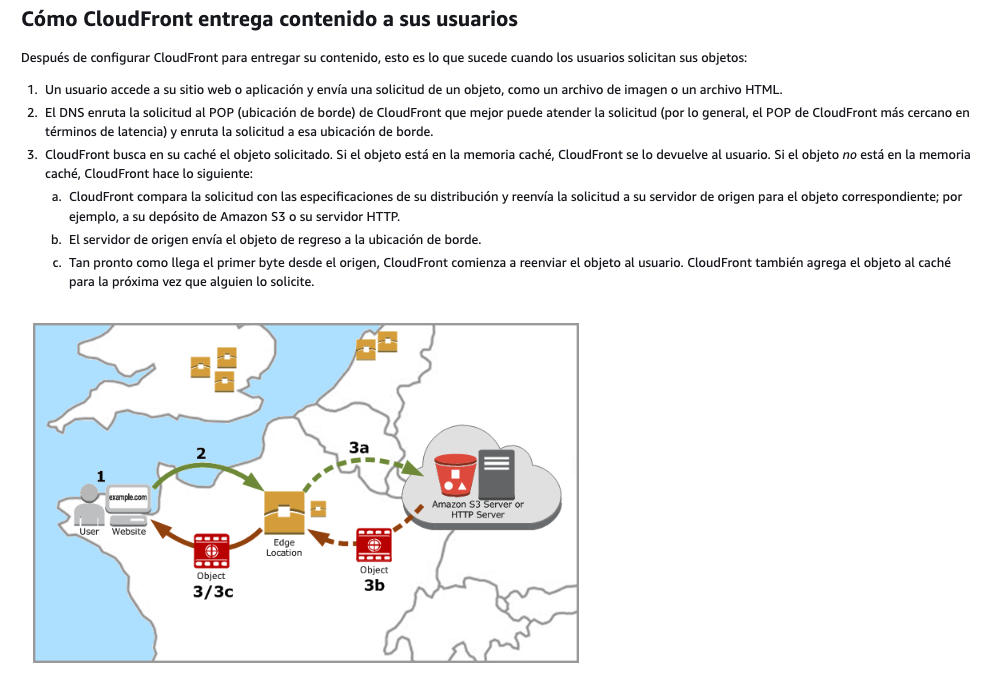 Cómo CloudFront entrega contenido a sus usuarios
Después de configurar CloudFront para entregar su contenido, esto es lo que sucede cuando los usuarios solicitan sus objetos:
1. Un usuario accede a su sitio web o aplicación y envía una solicitud de un objeto, como un archivo de imagen o un archivo HTML.
2. El DNS enruta la solicitud al POP (ubicación de borde) de CloudFront que mejor puede atender la solicitud (por lo general, el POP de CloudFront más cercano en
términos de latencia) y enruta la solicitud a esa ubicación de borde.
3. CloudFront busca en su caché el objeto solicitado. Si el objeto está en la memoria caché, CloudFront se lo devuelve al usuario. Si el objeto no está en la memoria
caché, CloudFront hace lo siguiente:
a. CloudFront compara la solicitud con las especificaciones de su distribución y reenvía la solicitud a su servidor de origen para el objeto correspondiente; por
ejemplo, a su depósito de Amazon S3 o su servidor HTTP.
b. El servidor de origen envía el objeto de regreso a la ubicación de borde.
c. Tan pronto como llega el primer byte desde el origen, CloudFront comienza a reenviar el objeto al usuario. CloudFront también agrega el objeto al caché
para la próxima vez que alguien lo solicite.
1
2
3a
example.com
User
Website
Edge
Location
Amazon S3 Server or
HTTP Server
Object
3/3c
Object
3b